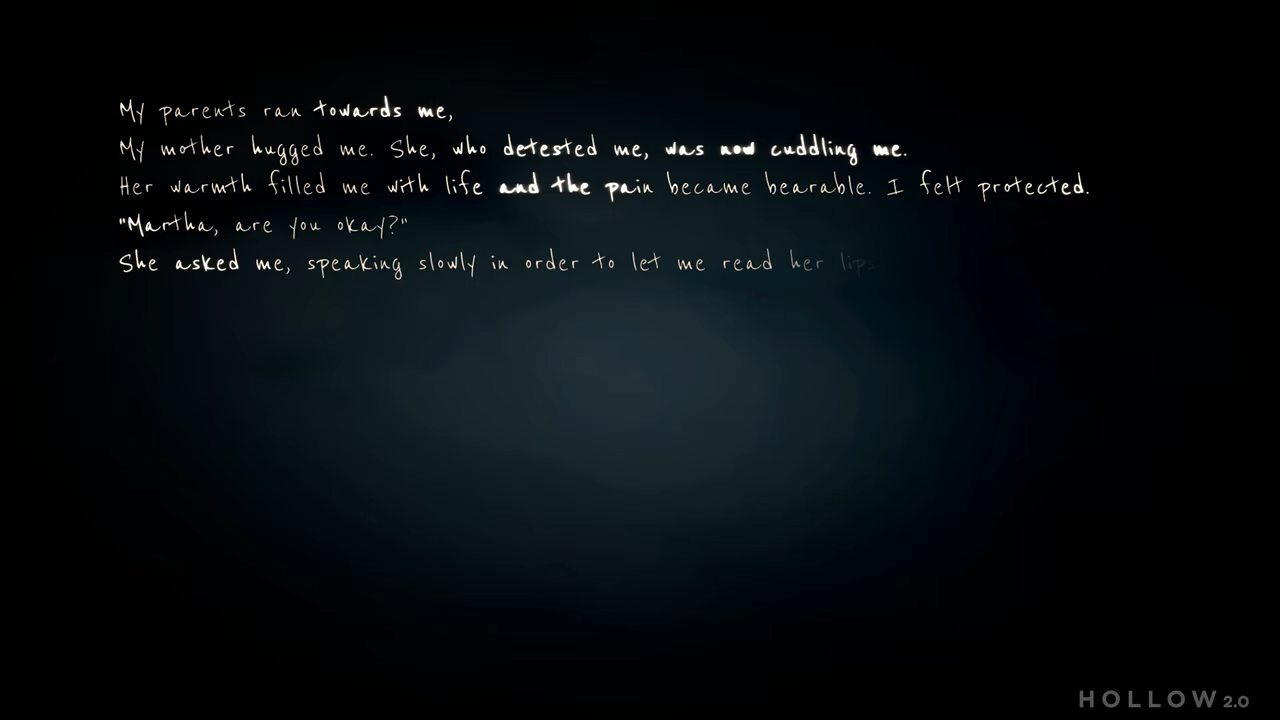 My parents ran towards me,
My mother hugged me. She, who detested me, was now cuddling me.
Her warmth filled me with life and the pain became bearable. I felt protected.
"Martha, are you okay?"
She asked me, speaking slowly in order to let me read her lips
HOLLOW 2.0